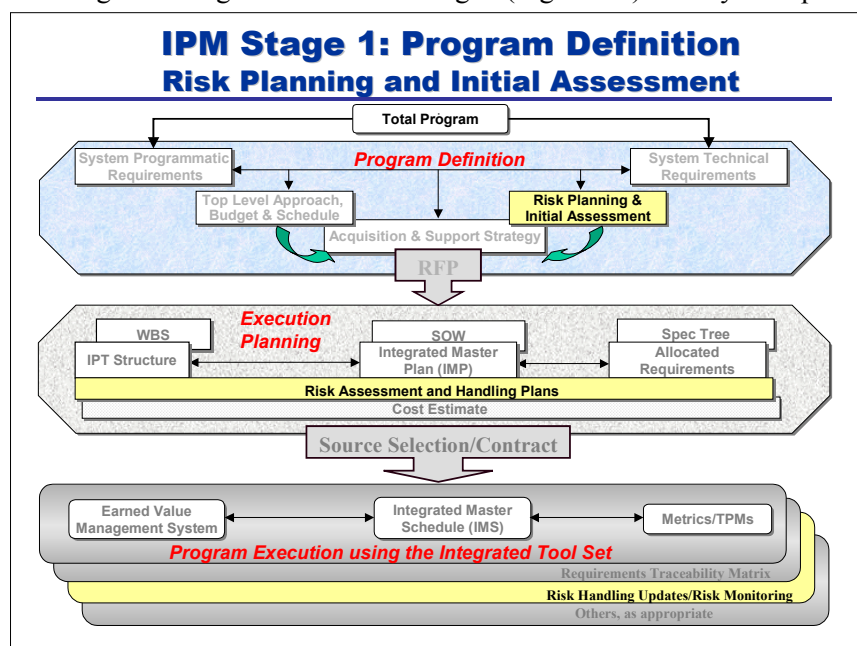 IPM Stage 1: Program Definition
Risk Planning and Initial Assessment
Total Program
System Programmatic
Requirements
Program Definition
System Technical
Requirements
Top Level Approach,
Budget & Schedule
Risk Planning &
Initial Assessment
Acquisition & Support Strategy
RFP
Execution
Planning
WBS
SOW
Spec Tree
IPT Structure
Integrated Master
Plan (IMP)
Allocated
Requirements
Risk Assessment and Handling Plans
Cost Estimate
Source Selection/Contract
Earned Value
Management System
Integrated Master
Schedule (IMS)
Metrics/TPMs
Program Execution using the Integrated Tool Set
Requirements Traceability Matrix
Risk Handling Updates/Risk Monitoring
Others, as appropriate